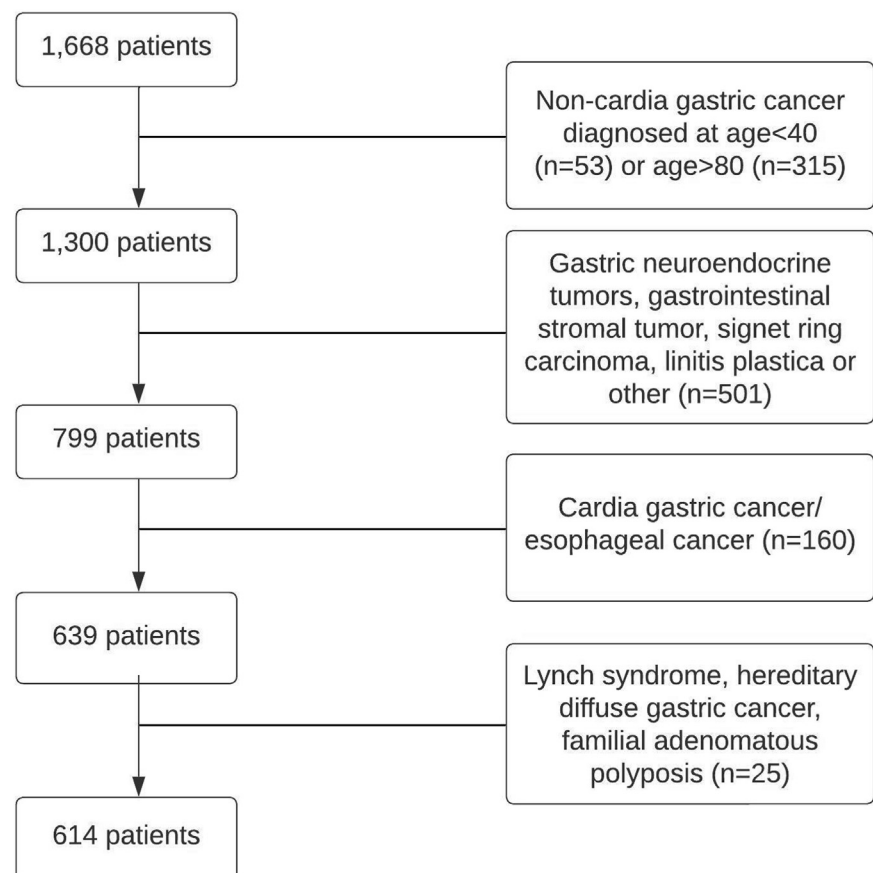 1,668 patients
Non-cardia gastric cancer
diagnosed at age<40
(n=53) or age>80 (n=315)
1,300 patients
Gastric neuroendocrine
tumors, gastrointestinal
stromal tumor, signet ring
carcinoma, linitis plastica or
other (n=501)
799 patients
Cardia gastric cancer/
esophageal cancer (n=160)
639 patients
Lynch syndrome, hereditary
diffuse gastric cancer,
familial adenomatous
polyposis (n=25)
614 patients